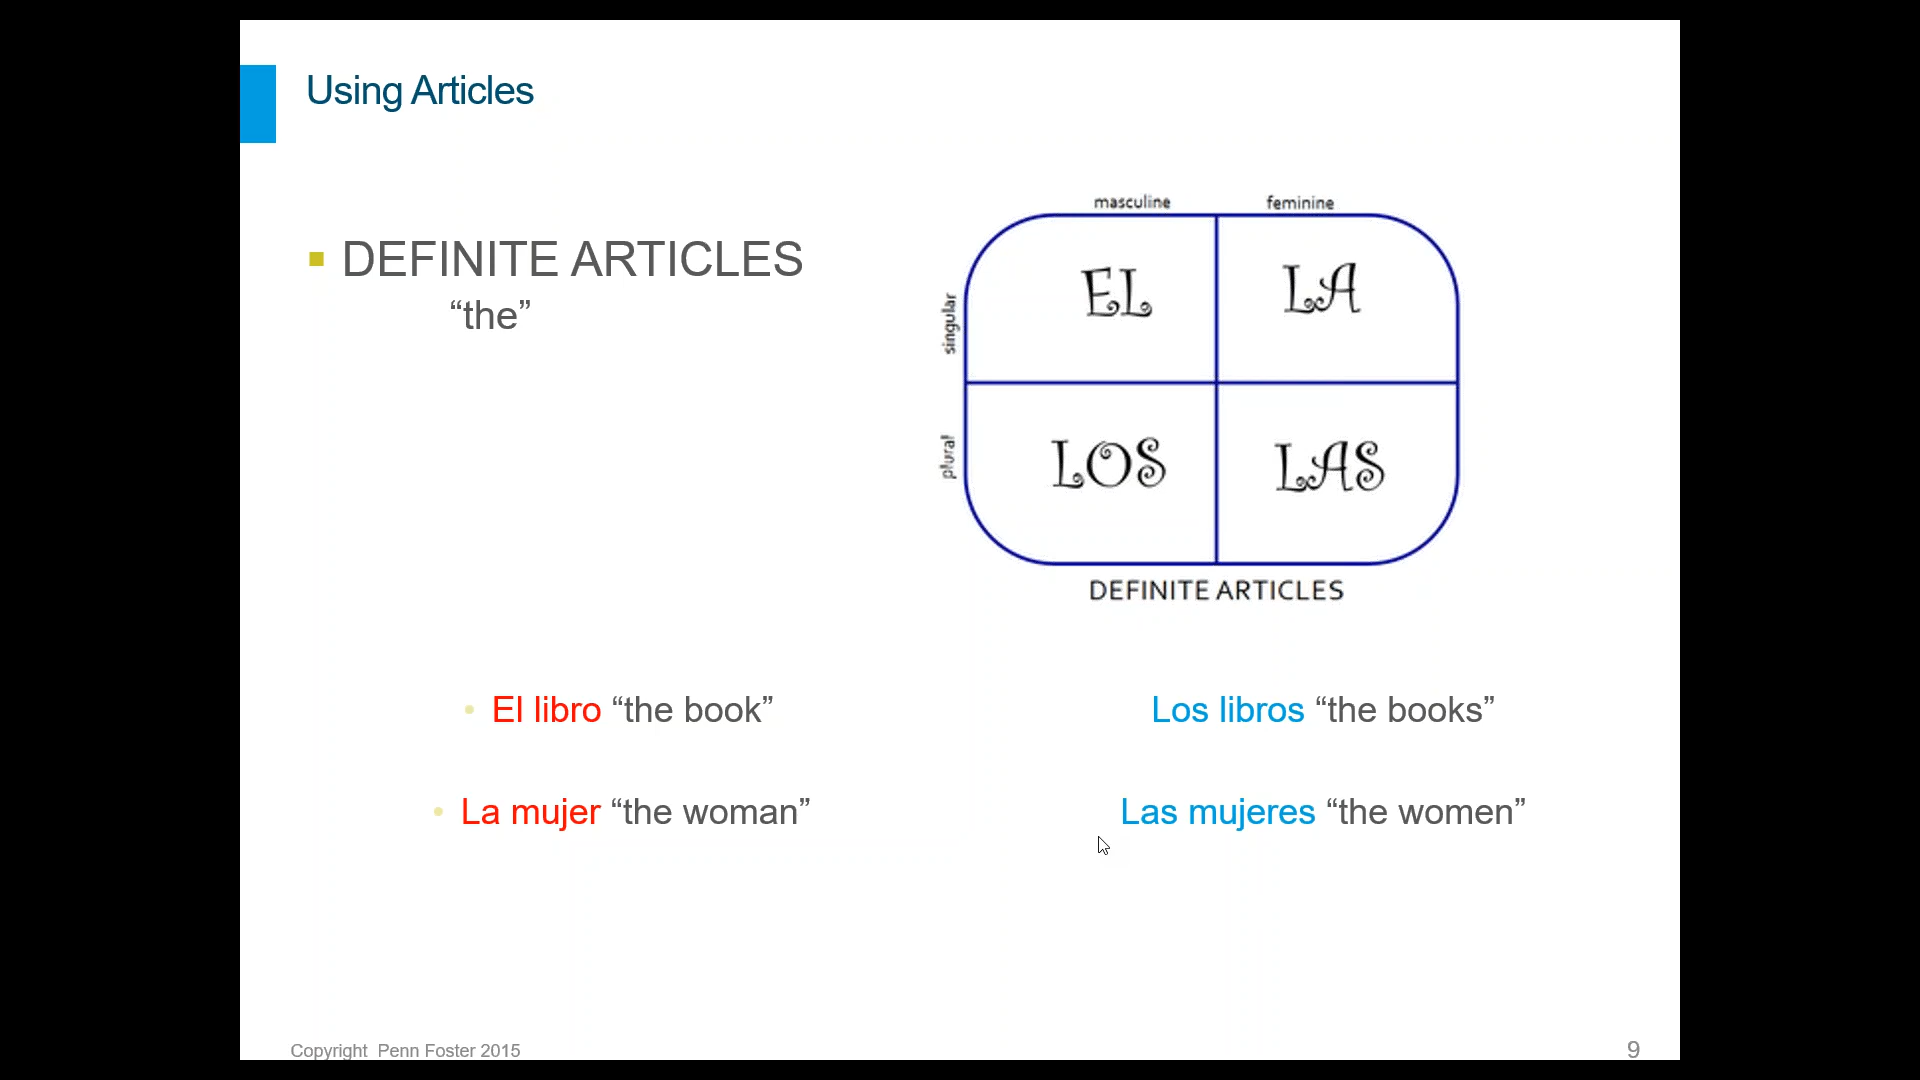 Using Articles
DEFINITE ARTICLES
“the”
masculine feminine
singular
EL LA
plural
LOS LAS
DEFINITE ARTICLES
El libro “the book” Los libros “the books”
La mujer “the woman” Las mujeres “the women”
Copyright Penn Foster 2015 9